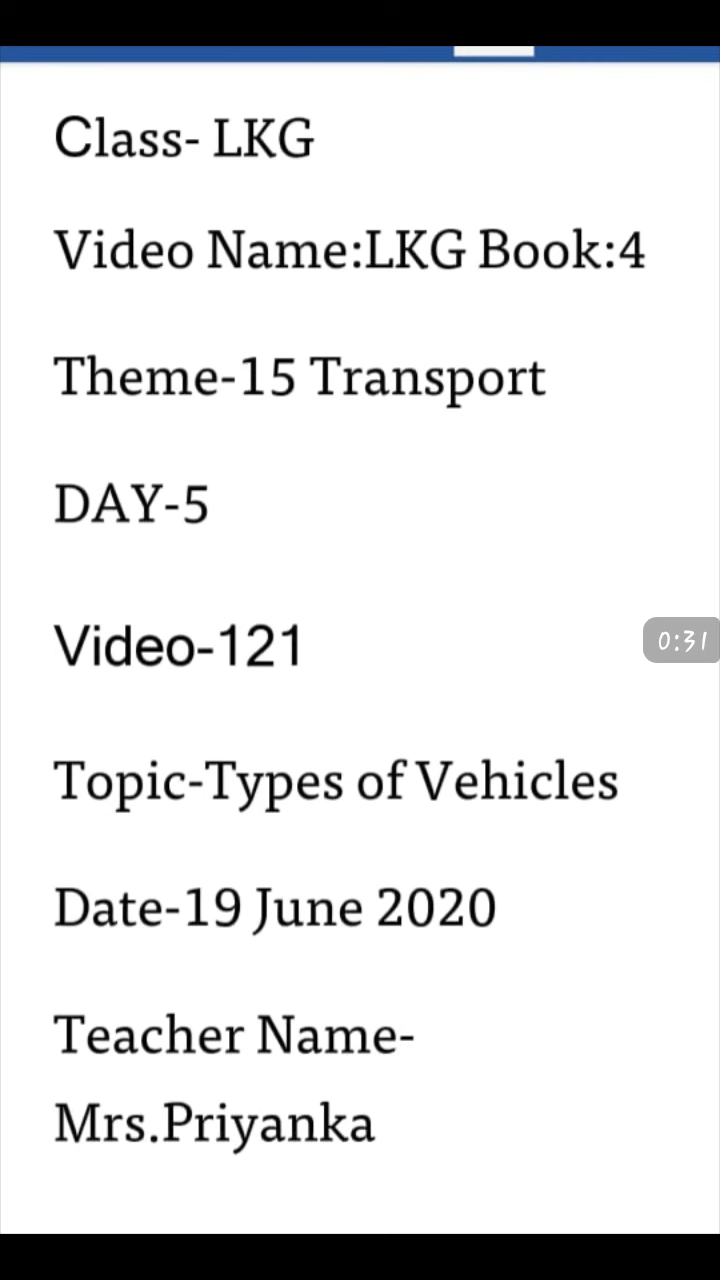 Class- LKG
Video Name:LKG Book:4
Theme-15 Transport
DAY-5
Video-121
0:31
Topic-Types of Vehicles
Date-19 June 2020
Teacher Name-
Mrs.Priyanka